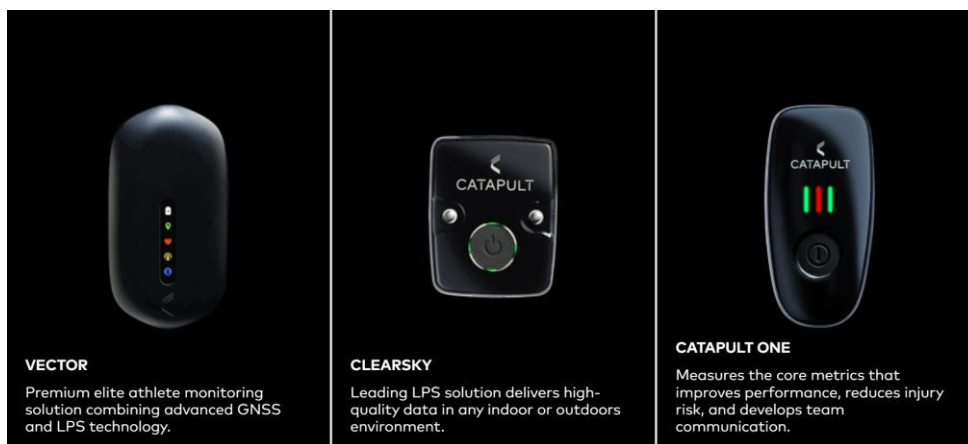 VECTOR
Premium elite athlete monitoring
solution combining advanced GNSS
and LPS technology.
CATAPULT
CLEARSKY
Leading LPS solution delivers high-
quality data in any indoor or outdoors
environment.
CATAPULT
CATAPULT ONE
Measures the core metrics that
improves performance, reduces injury
risk, and develops team
communication.